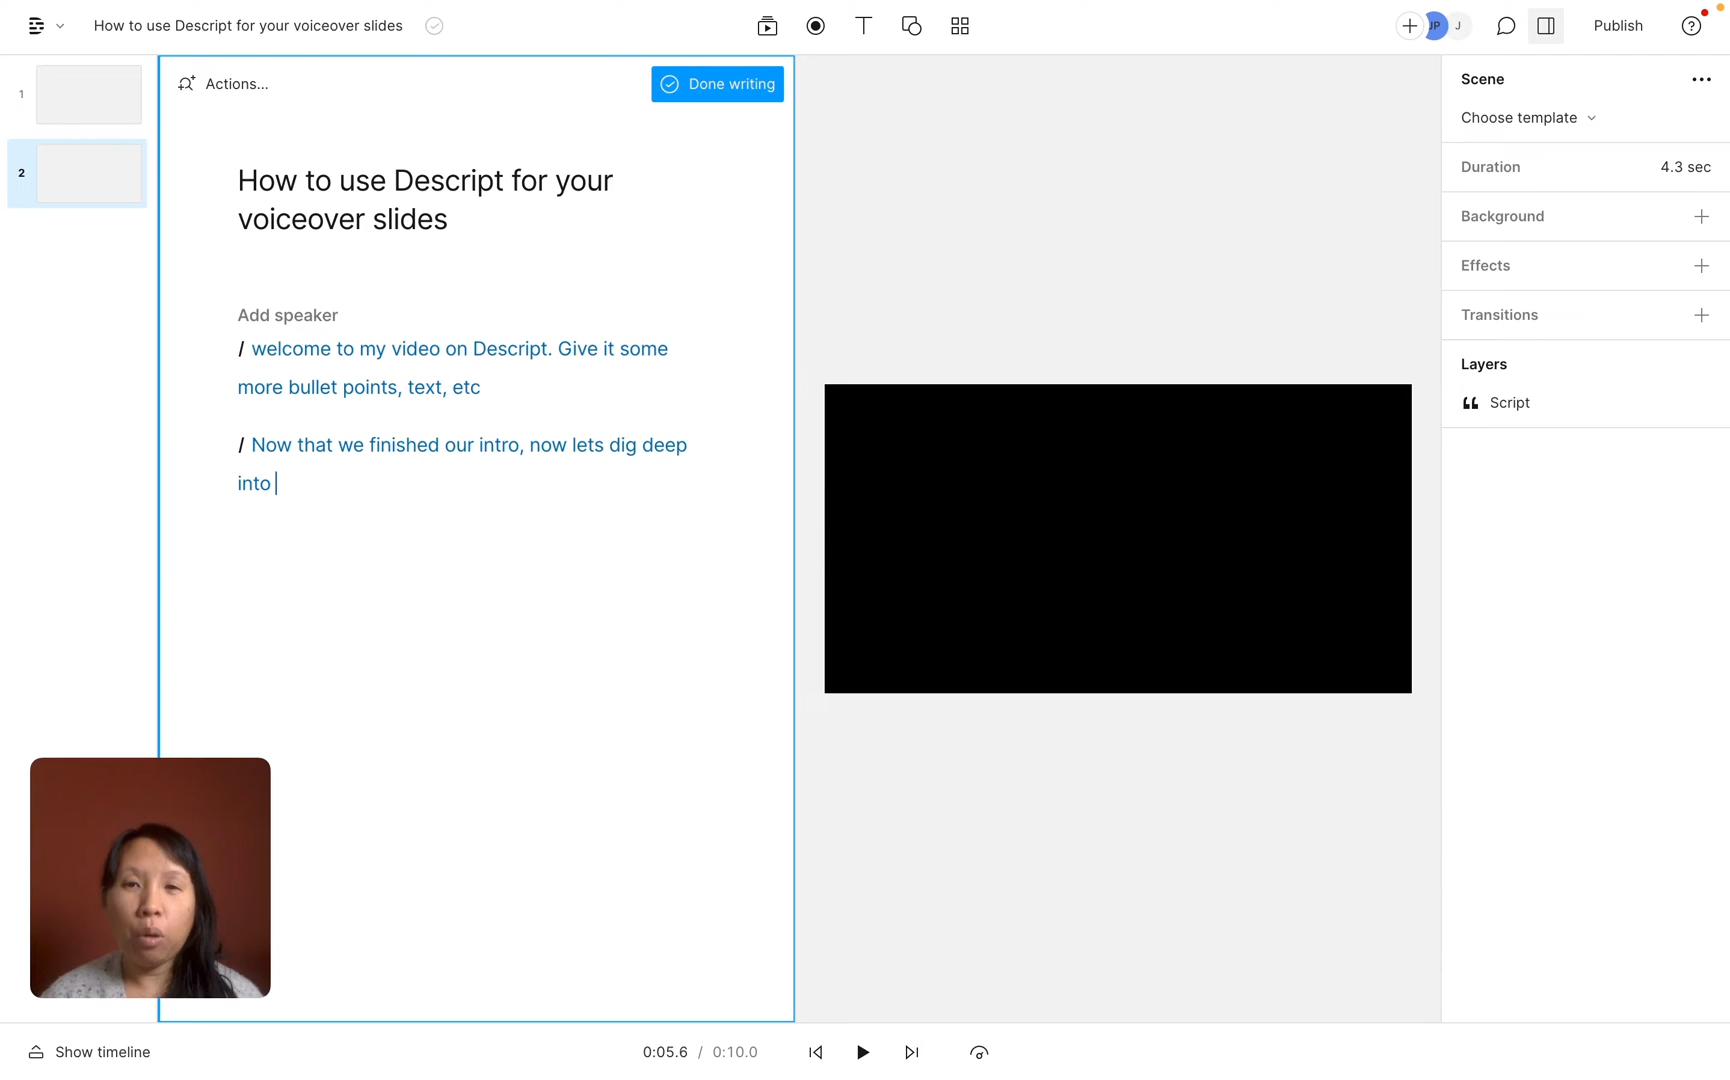 How to use Descript for your voiceover slides
JP
J
Publish
1
2
Actions...
Done writing
How to use Descript for your
voiceover slides
Add speaker
/ welcome to my video on Descript. Give it some
more bullet points, text, etc
/ Now that we finished our intro, now lets dig deep
into
Scene
Choose template
Duration 4.3 sec
Background
Effects
Transitions
Layers
Script
Show timeline
0:05.6 / 0:10.0